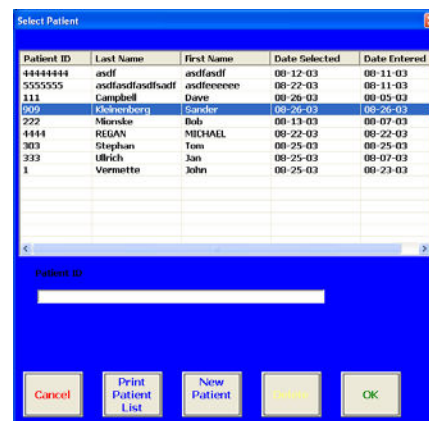 Select Patient
Patient ID Last Name First Name Date Selected Date Entered
44444444 asdf asdfasdf 08-12-03 08-11-03
5555555 asdfasdfasdfsadf asdfeeeeee 08-22-03 08-11-03
111 Campbell Dave 08-26-03 08-05-03
909 Kleinenberg Sander 08-26-03 08-26-03
222 Mionske Bob 08-13-03 08-07-03
4444 REGAN MICHAEL 08-22-03 08-22-03
303 Stephan Tom 08-25-03 08-25-03
333 Ullrich Jan 08-25-03 08-07-03
1 Vermette John 08-25-03 08-23-03
Patient ID
Cancel
Print
Patient
List
New
Patient
OK